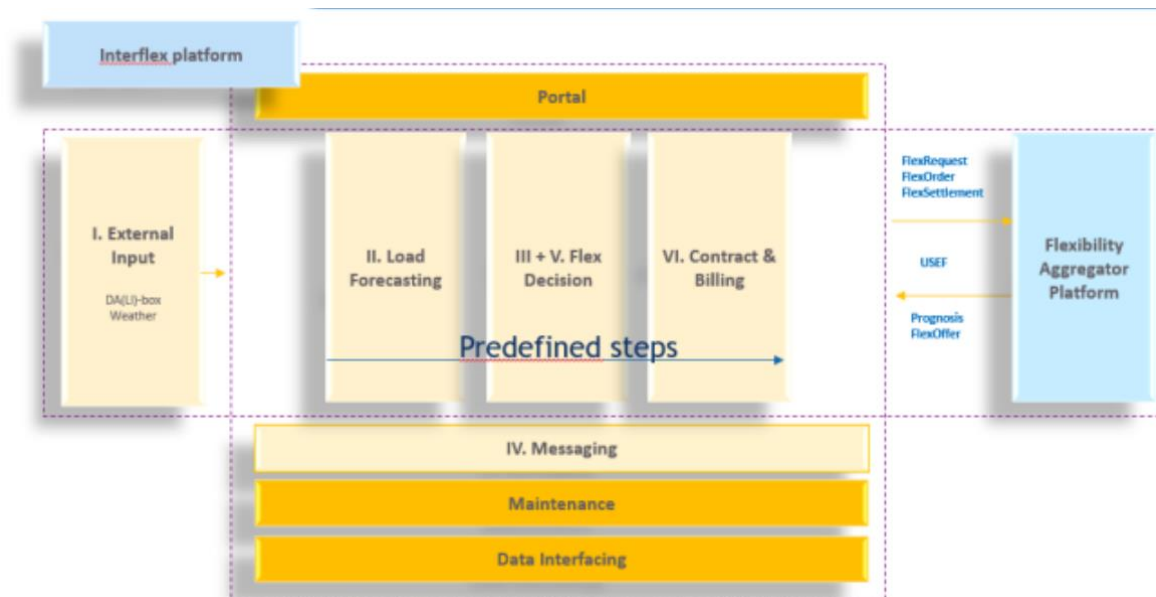 Interflex platform
Portal
I. External
Input
DA(LI)-box
Weather
II. Load
Forecasting
III + V. Flex
Decision
VI. Contract &
Billing
Predefined steps
FlexRequest
FlexOrder
FlexSettlement
USEF
Prognosis
FlexOffer
Flexibility
Aggregator
Platform
IV. Messaging
Maintenance
Data Interfacing